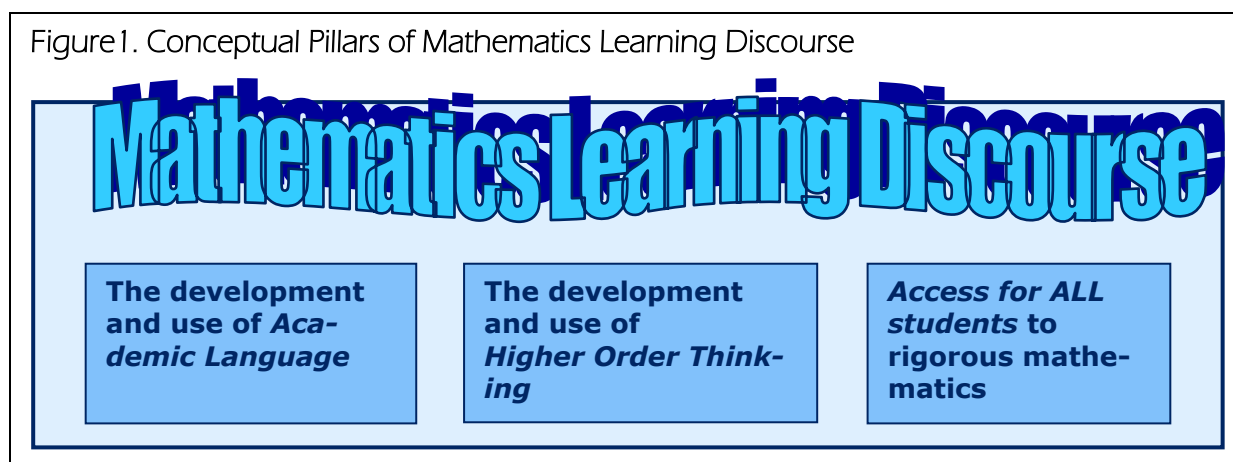 Figure1. Conceptual Pillars of Mathematics Learning Discourse
Mathematics Learning Discourse
The development
and use of Aca-
demic Language
The development
and use of
Higher Order Think-
ing
Access for ALL
students to
rigorous mathe-
matics